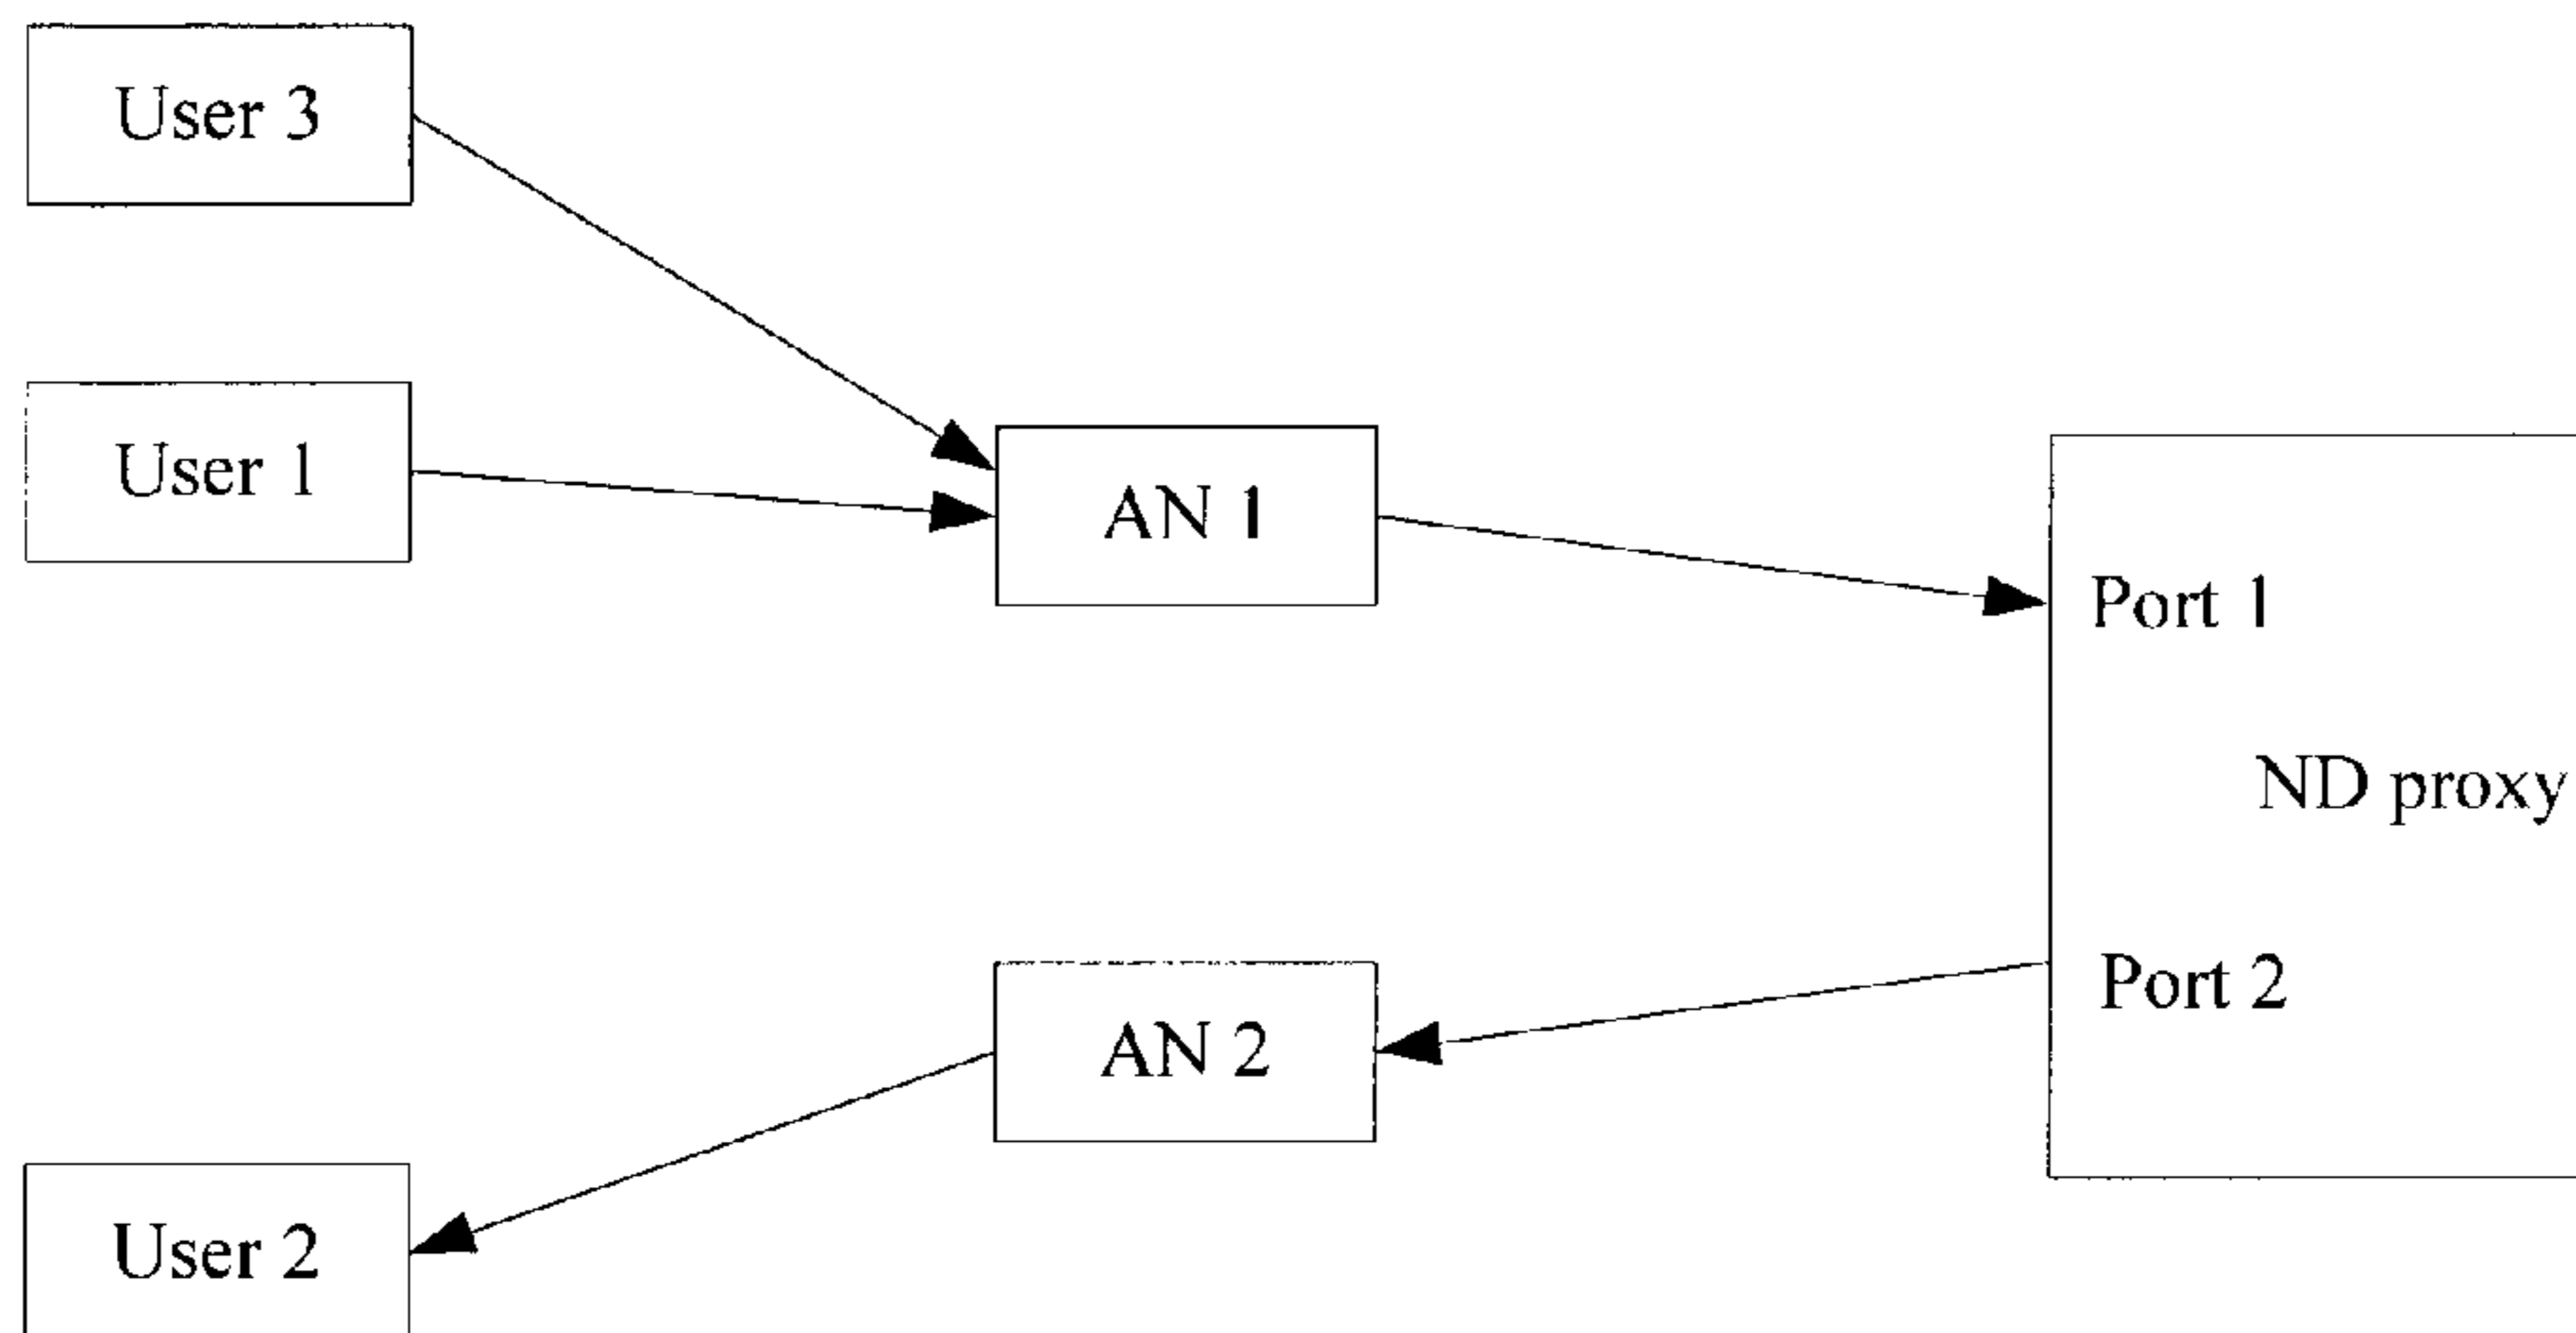 User 3
User 1
AN 1
Port 1
ND proxy
Port 2
AN 2
User 2